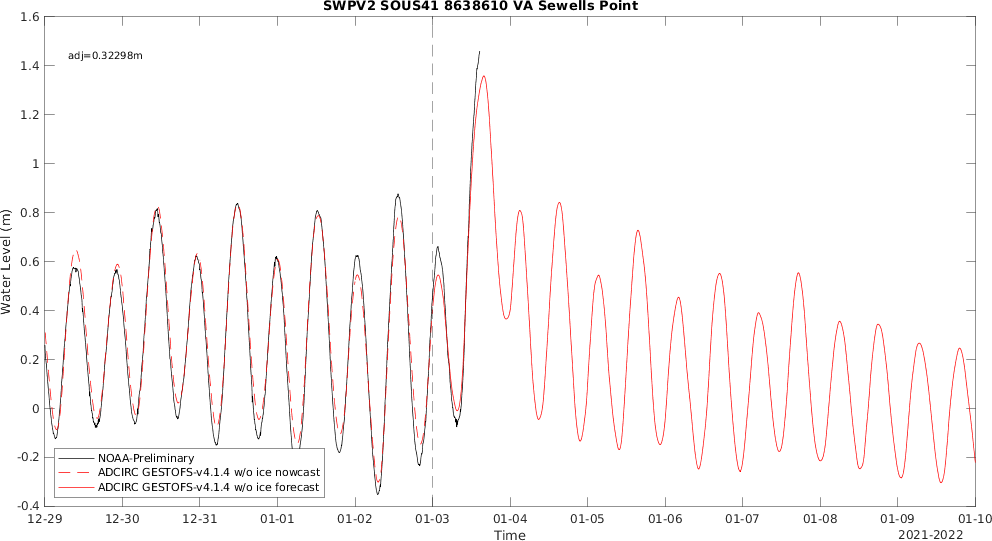 SWPV2 SOUS41 8638610 VA Sewells Point
adj=0.32298m
Water Level (m)
1.6
1.4
1.2
1
0.8
0.6
0.4
0.2
0
-0.2
-0.4
NOAA-Preliminary
ADCIRC GESTOFS-v4.1.4 w/o ice nowcast
ADCIRC GESTOFS-v4.1.4 w/o ice forecast
12-29 12-30 12-31 01-01 01-02 01-03 01-04 01-05 01-06 01-07 01-08 01-09 01-10
Time
2021-2022